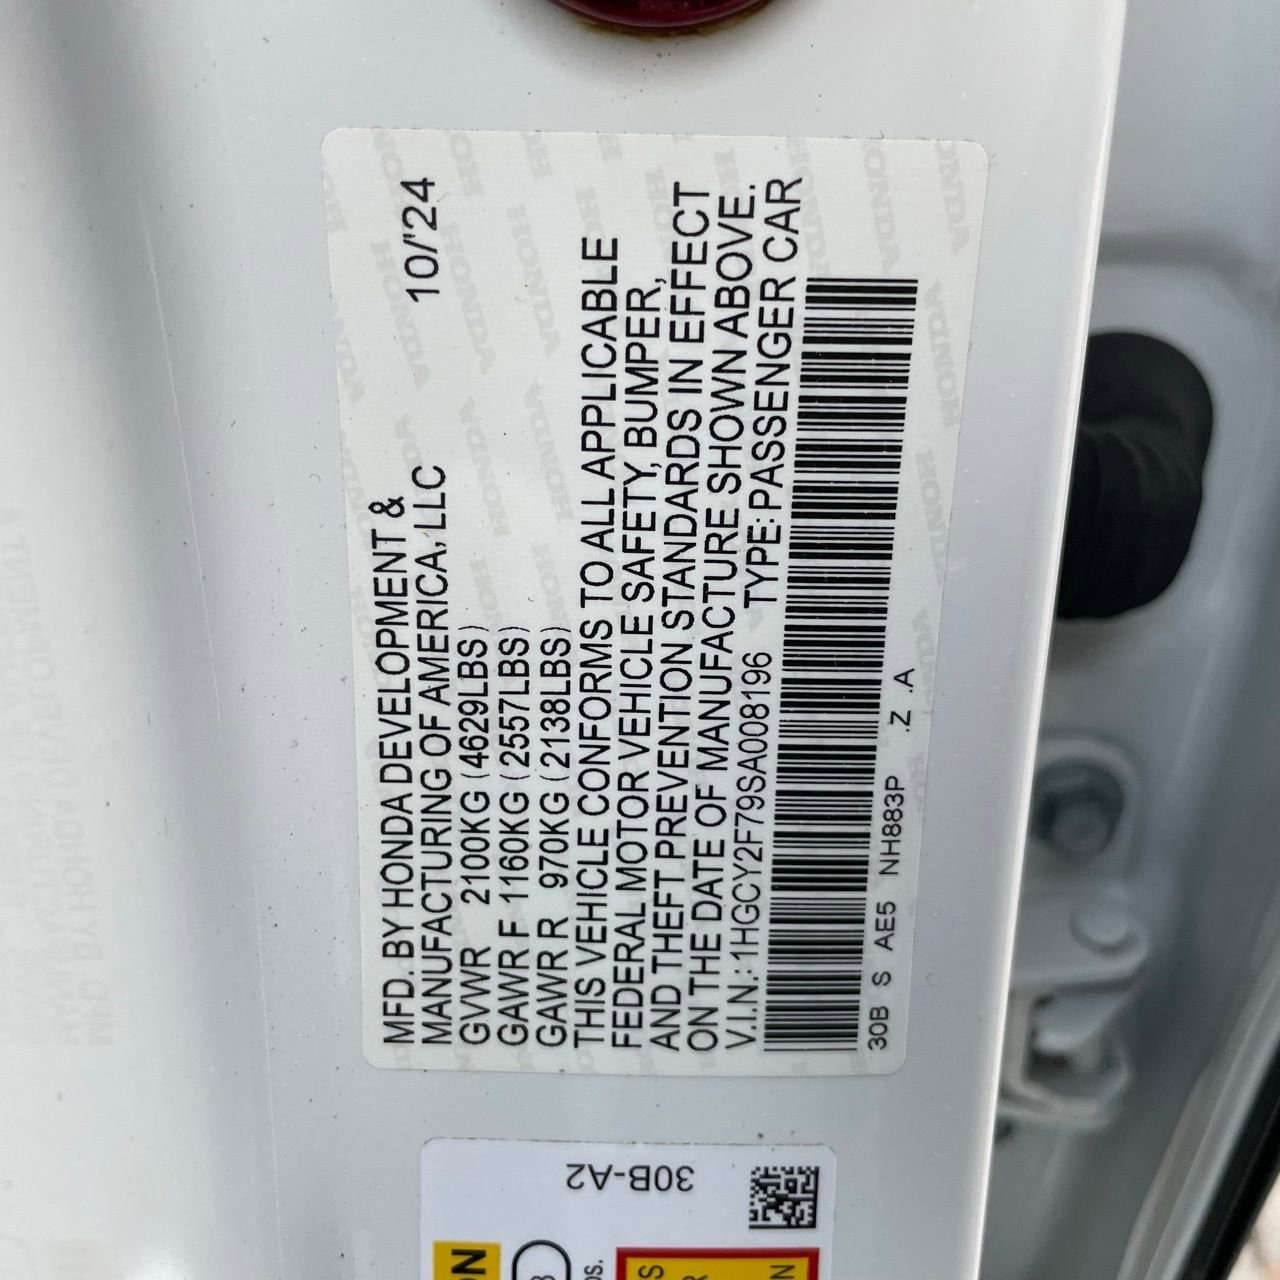 MFD. BY HONDA DEVELOPMENT &
MANUFACTURING OF AMERICA, LLC 10/'24
GVWR 2100KG (4629LBS)
GAWR F 1160KG (2557LBS)
GAWR R 970KG (2138LBS)
THIS VEHICLE CONFORMS TO ALL APPLICABLE
FEDERAL MOTOR VEHICLE SAFETY, BUMPER,
AND THEFT PREVENTION STANDARDS IN EFFECT
ON THE DATE OF MANUFACTURE SHOWN ABOVE.
V.I.N.: 1HGCY2F79SA008196 TYPE: PASSENGER CAR
30B S AE5 NH883P .Z .A
30B-A2